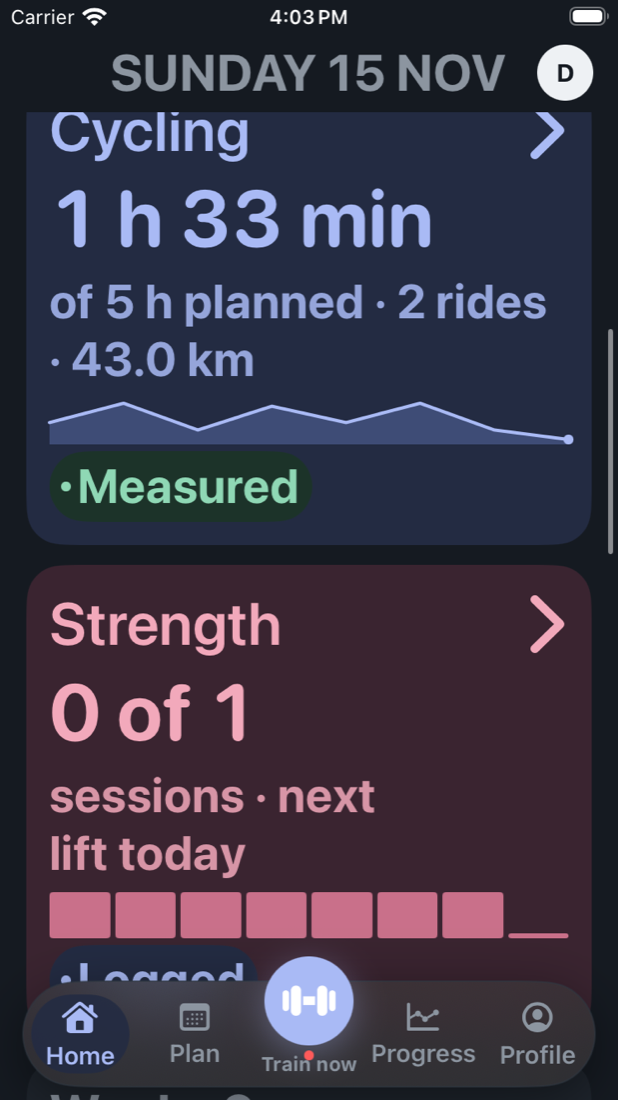 Carrier
4:03 PM
SUNDAY 15 NOV
D
Cycling
1 h 33 min
of 5 h planned · 2 rides
· 43.0 km
· Measured
Strength
0 of 1
sessions · next
lift today
· Logged
Home
Plan
Train now
Progress
Profile